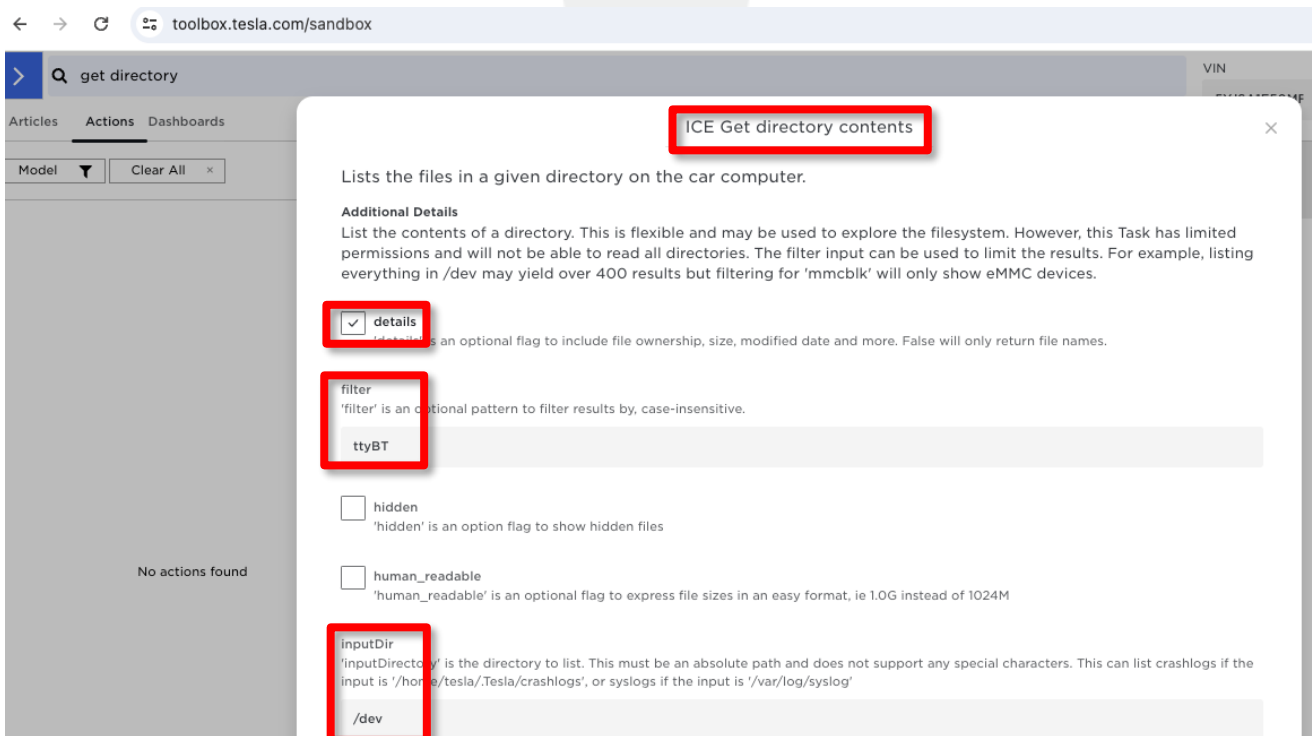 toolbox.tesla.com/sandbox
get directory
VIN
Articles Actions Dashboards
Model Clear All ×
ICE Get directory contents
Lists the files in a given directory on the car computer.
Additional Details
List the contents of a directory. This is flexible and may be used to explore the filesystem. However, this Task has limited
permissions and will not be able to read all directories. The filter input can be used to limit the results. For example, listing
everything in /dev may yield over 400 results but filtering for 'mmcblk' will only show eMMC devices.
details
an optional flag to include file ownership, size, modified date and more. False will only return file names.
filter
'filter' is an optional pattern to filter results by, case-insensitive.
ttyBT
hidden
'hidden' is an option flag to show hidden files
No actions found
human_readable
'human_readable' is an optional flag to express file sizes in an easy format, ie 1.0G instead of 1024M
inputDir
'inputDirectory' is the directory to list. This must be an absolute path and does not support any special characters. This can list crashlogs if the
input is '/home/tesla/.Tesla/crashlogs', or syslogs if the input is '/var/log/syslog'
/dev